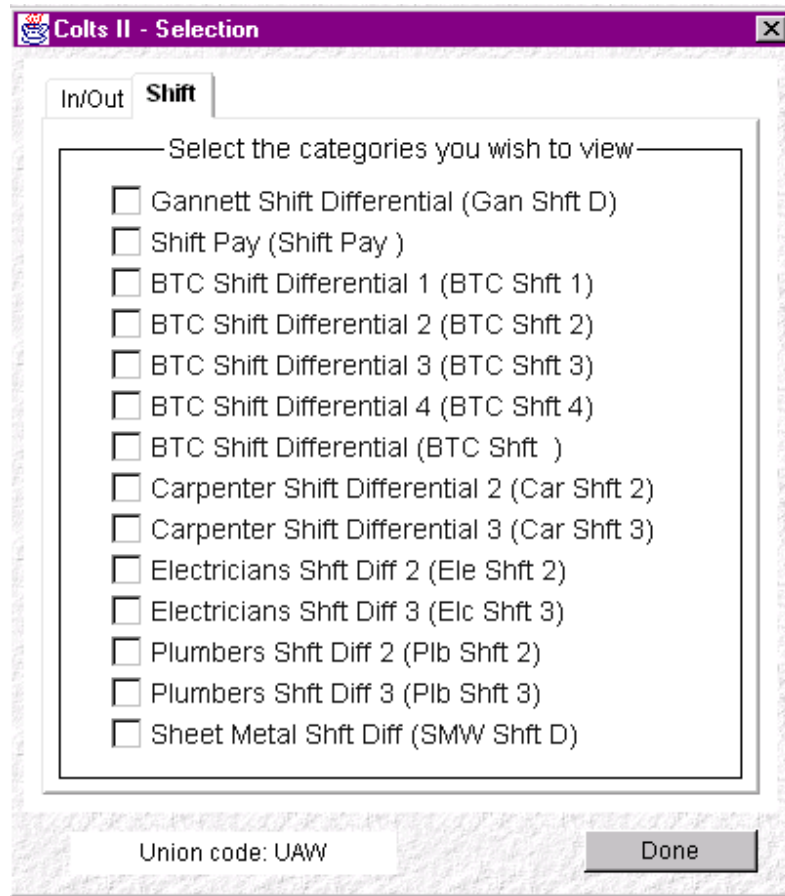 Colts II - Selection
In/Out Shift
Select the categories you wish to view
Gannett Shift Differential (Gan Shft D)
Shift Pay (Shift Pay )
BTC Shift Differential 1 (BTC Shft 1)
BTC Shift Differential 2 (BTC Shft 2)
BTC Shift Differential 3 (BTC Shft 3)
BTC Shift Differential 4 (BTC Shft 4)
BTC Shift Differential (BTC Shft  )
Carpenter Shift Differential 2 (Car Shft 2)
Carpenter Shift Differential 3 (Car Shft 3)
Electricians Shft Diff 2 (Ele Shft 2)
Electricians Shft Diff 3 (Elc Shft 3)
Plumbers Shft Diff 2 (Plb Shft 2)
Plumbers Shft Diff 3 (Plb Shft 3)
Sheet Metal Shft Diff (SMW Shft D)
Union code: UAW
Done